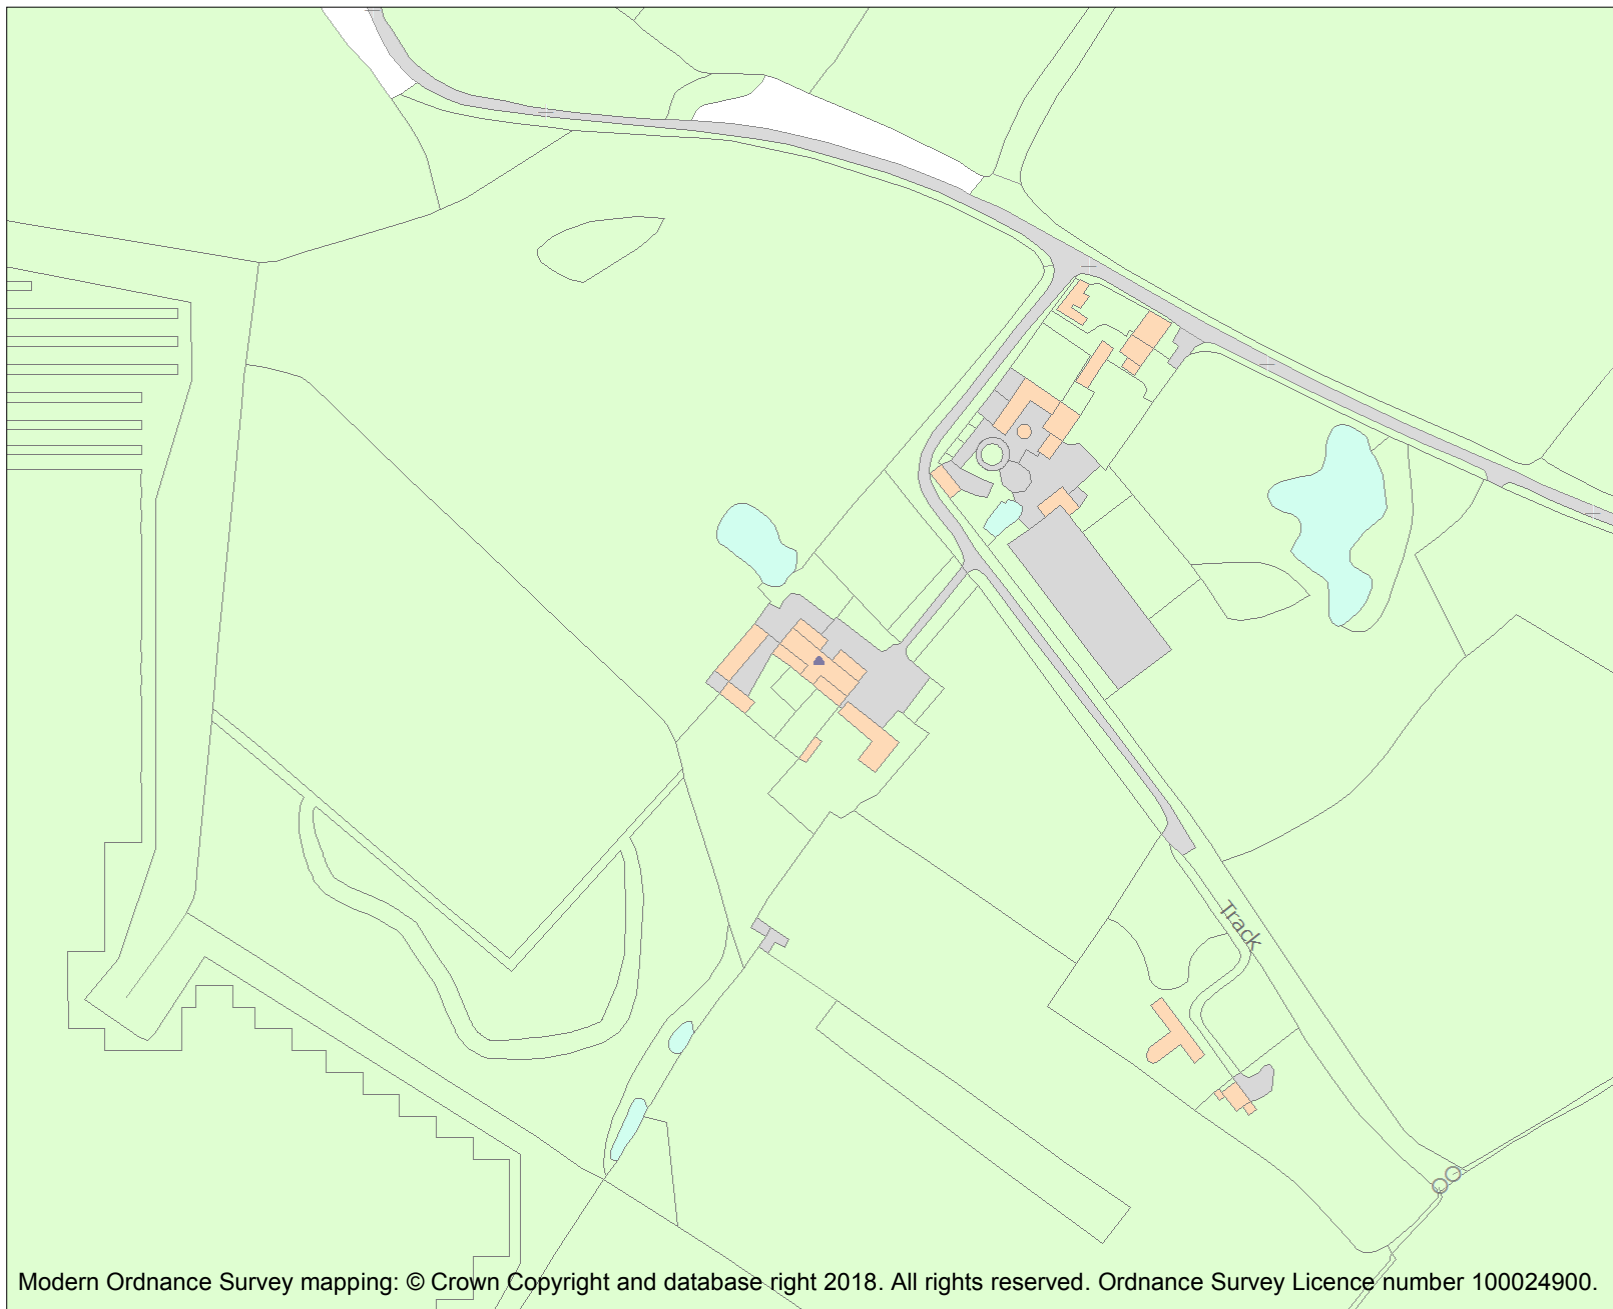 Track
Modern Ordnance Survey mapping: © Crown Copyright and database right 2018. All rights reserved. Ordnance Survey Licence number 100024900.